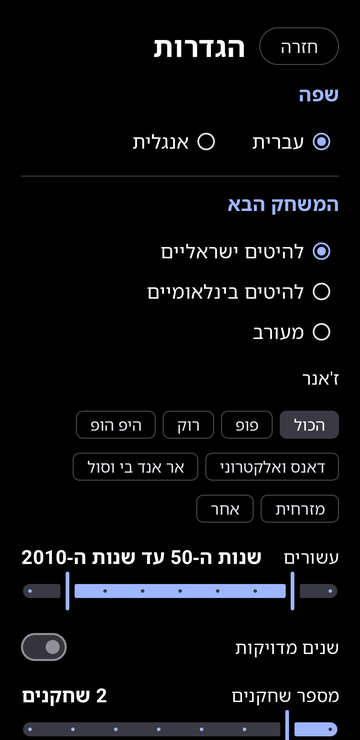 חזרה הגדרות
שפה
עברית אנגלית
המשחק הבא
להיטים ישראליים
להיטים בינלאומיים
מעורב
ז'אנר
הכול פופ רוק היפ הופ
דאנס ואלקטרוני אר אנד בי וסול
מזרחית אחר
עשורים שנות ה-50 עד שנות ה-2010
שנים מדויקות
מספר שחקנים 2 שחקנים